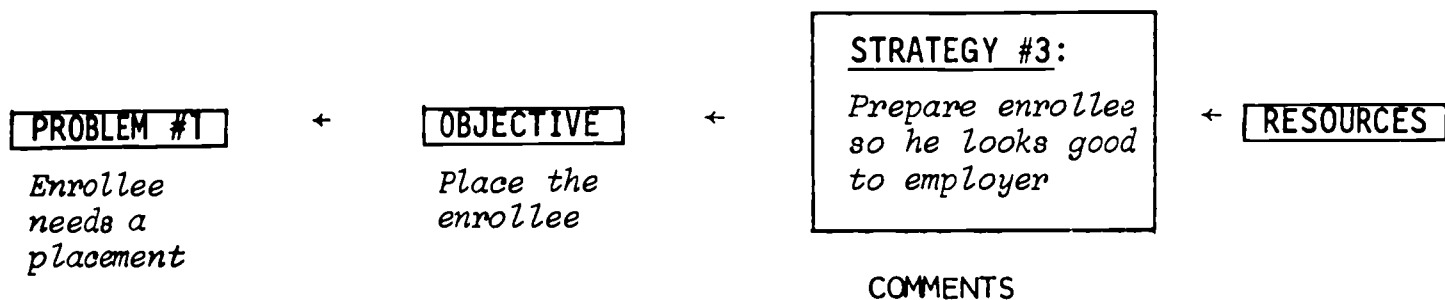 PROBLEM #1
Enrollee
needs a
placement
←
OBJECTIVE
Place the
enrollee
←
STRATEGY #3:
Prepare enrollee
so he looks good
to employer
←
RESOURCES
COMMENTS